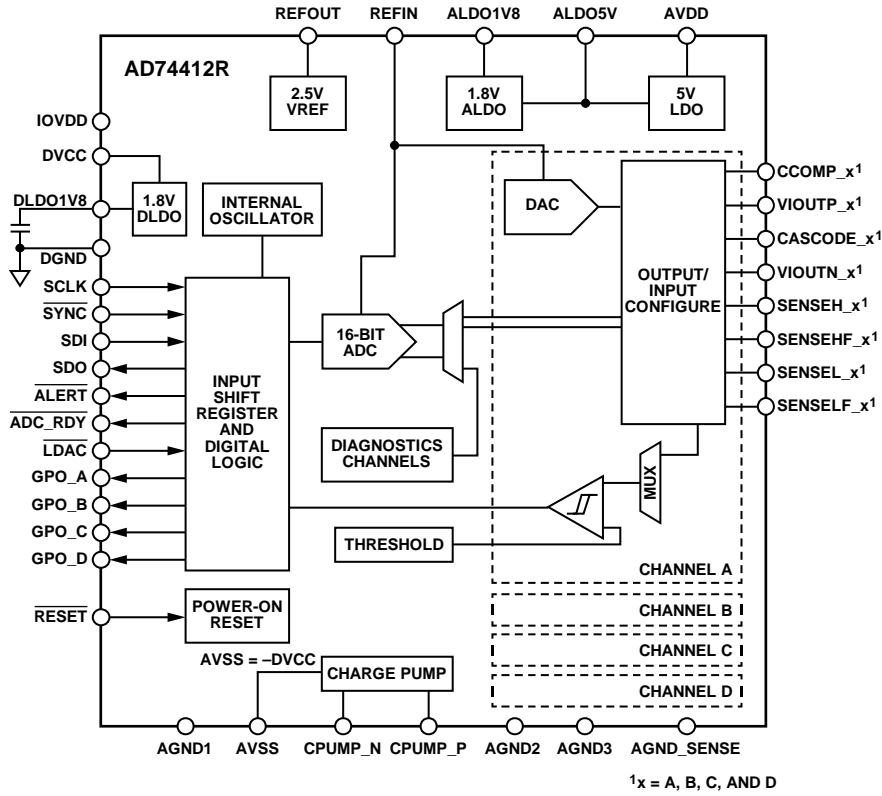 REFOUT REFIN ALDO1V8 ALDO5V AVDD
AD74412R
2.5V
VREF
1.8V
ALDO
5V
LDO
IOVDD
DVCC
DLDO1V8
1.8V
DLDO
DGND
INTERNAL
OSCILLATOR
DAC
OUTPUT/
INPUT
CONFIGURE
CCOMP_x1
VIOUTP_x1
CASCODE_x1
VIOUTN_x1
SENSEH_x1
SENSEHF_x1
SENSEL_x1
SENSELF_x1
SCLK
SYNC
SDI
SDO
ALERT
ADC_RDY
LDAC
GPO_A
GPO_B
GPO_C
GPO_D
INPUT
SHIFT
REGISTER
AND
DIGITAL
LOGIC
16-BIT
ADC
DIAGNOSTICS
CHANNELS
MUX
THRESHOLD
CHANNEL A
CHANNEL B
CHANNEL C
CHANNEL D
RESET
POWER-ON
RESET
AVSS = –DVCC
CHARGE PUMP
AGND1 AVSS CPUMP_N CPUMP_P AGND2 AGND3 AGND_SENSE
1x = A, B, C, AND D